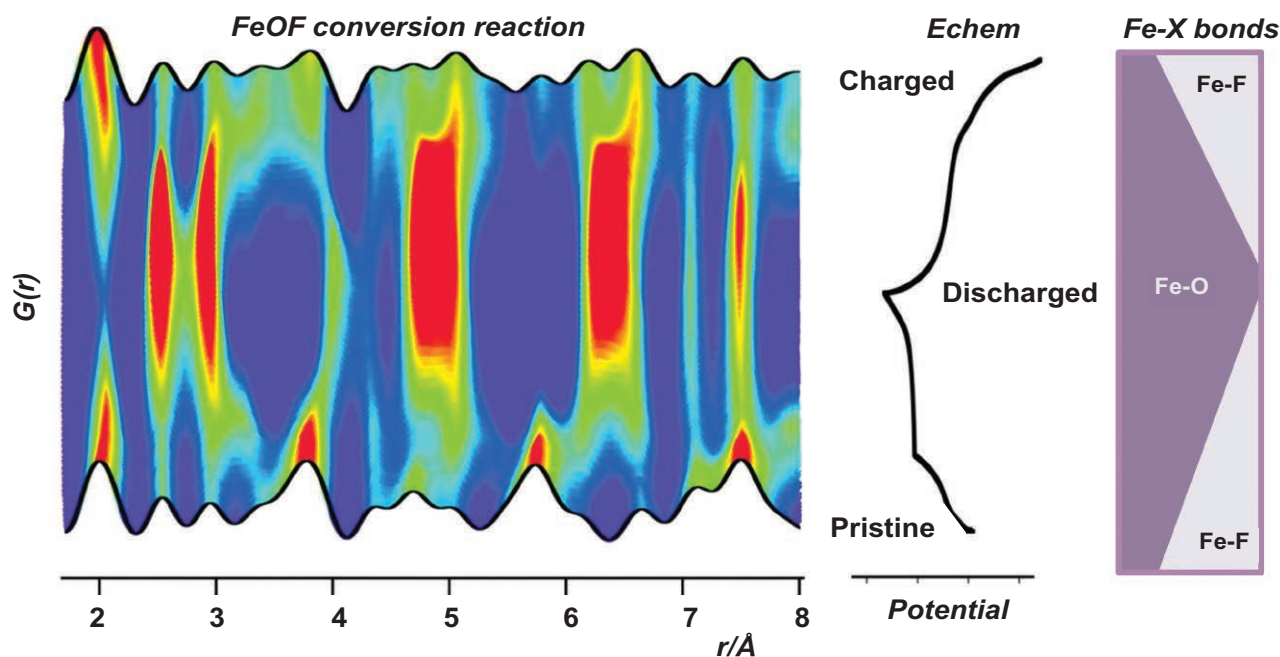 FeOF conversion reaction
Echem
Fe-X bonds
Charged
Fe-F
G(r)
Discharged
Fe-O
Pristine
Fe-F
2 3 4 5 6 7 8
r/Å
Potential